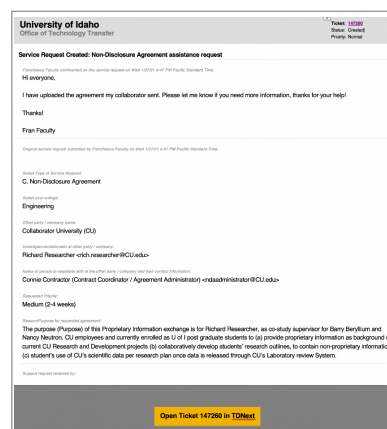 University of Idaho
Office of Technology Transfer
Ticket: 147260
Status: Created
Priority: Normal
Service Request Created: Non-Disclosure Agreement assistance request
Franchesca Faculty commented on this service request on Wed 1/27/21 4:47 PM Pacific Standard Time:
Hi everyone,
I have uploaded the agreement my collaborator sent. Please let me know if you need more information, thanks for your help!
Thanks!
Fran Faculty
Original service request submitted by Franchesca Faculty on Wed 1/27/21 4:41 PM Pacific Standard Time:
Select Type of Service Request:
C. Non-Disclosure Agreement
Select your college:
Engineering
Other party / company name:
Collaborator University (CU)
Investigator/collaborator at other party / company:
Richard Researcher <rich.researcher@CU.edu>
Name of person to negotiate with at the other party / company and their contact information:
Connie Contractor (Contract Coordinator / Agreement Administrator) <ndaadministrator@CU.edu>
Requested Priority:
Medium (2-4 weeks)
Reason/Purpose for requested agreement:
The purpose (Purpose) of this Proprietary Information exchange is for Richard Researcher, as co-study supervisor for Barry Beryllium and
Nancy Neutron, CU employees and currently enrolled as U of I post graduate students to (a) provide proprietary information as background
current CU Research and Development projects (b) collaboratively develop students' research outlines, to contain non-proprietary informatio
(c) student's use of CU's scientific data per research plan once data is released through CU's Laboratory review System.
Support request received by:
Open Ticket 147260 in TDNext